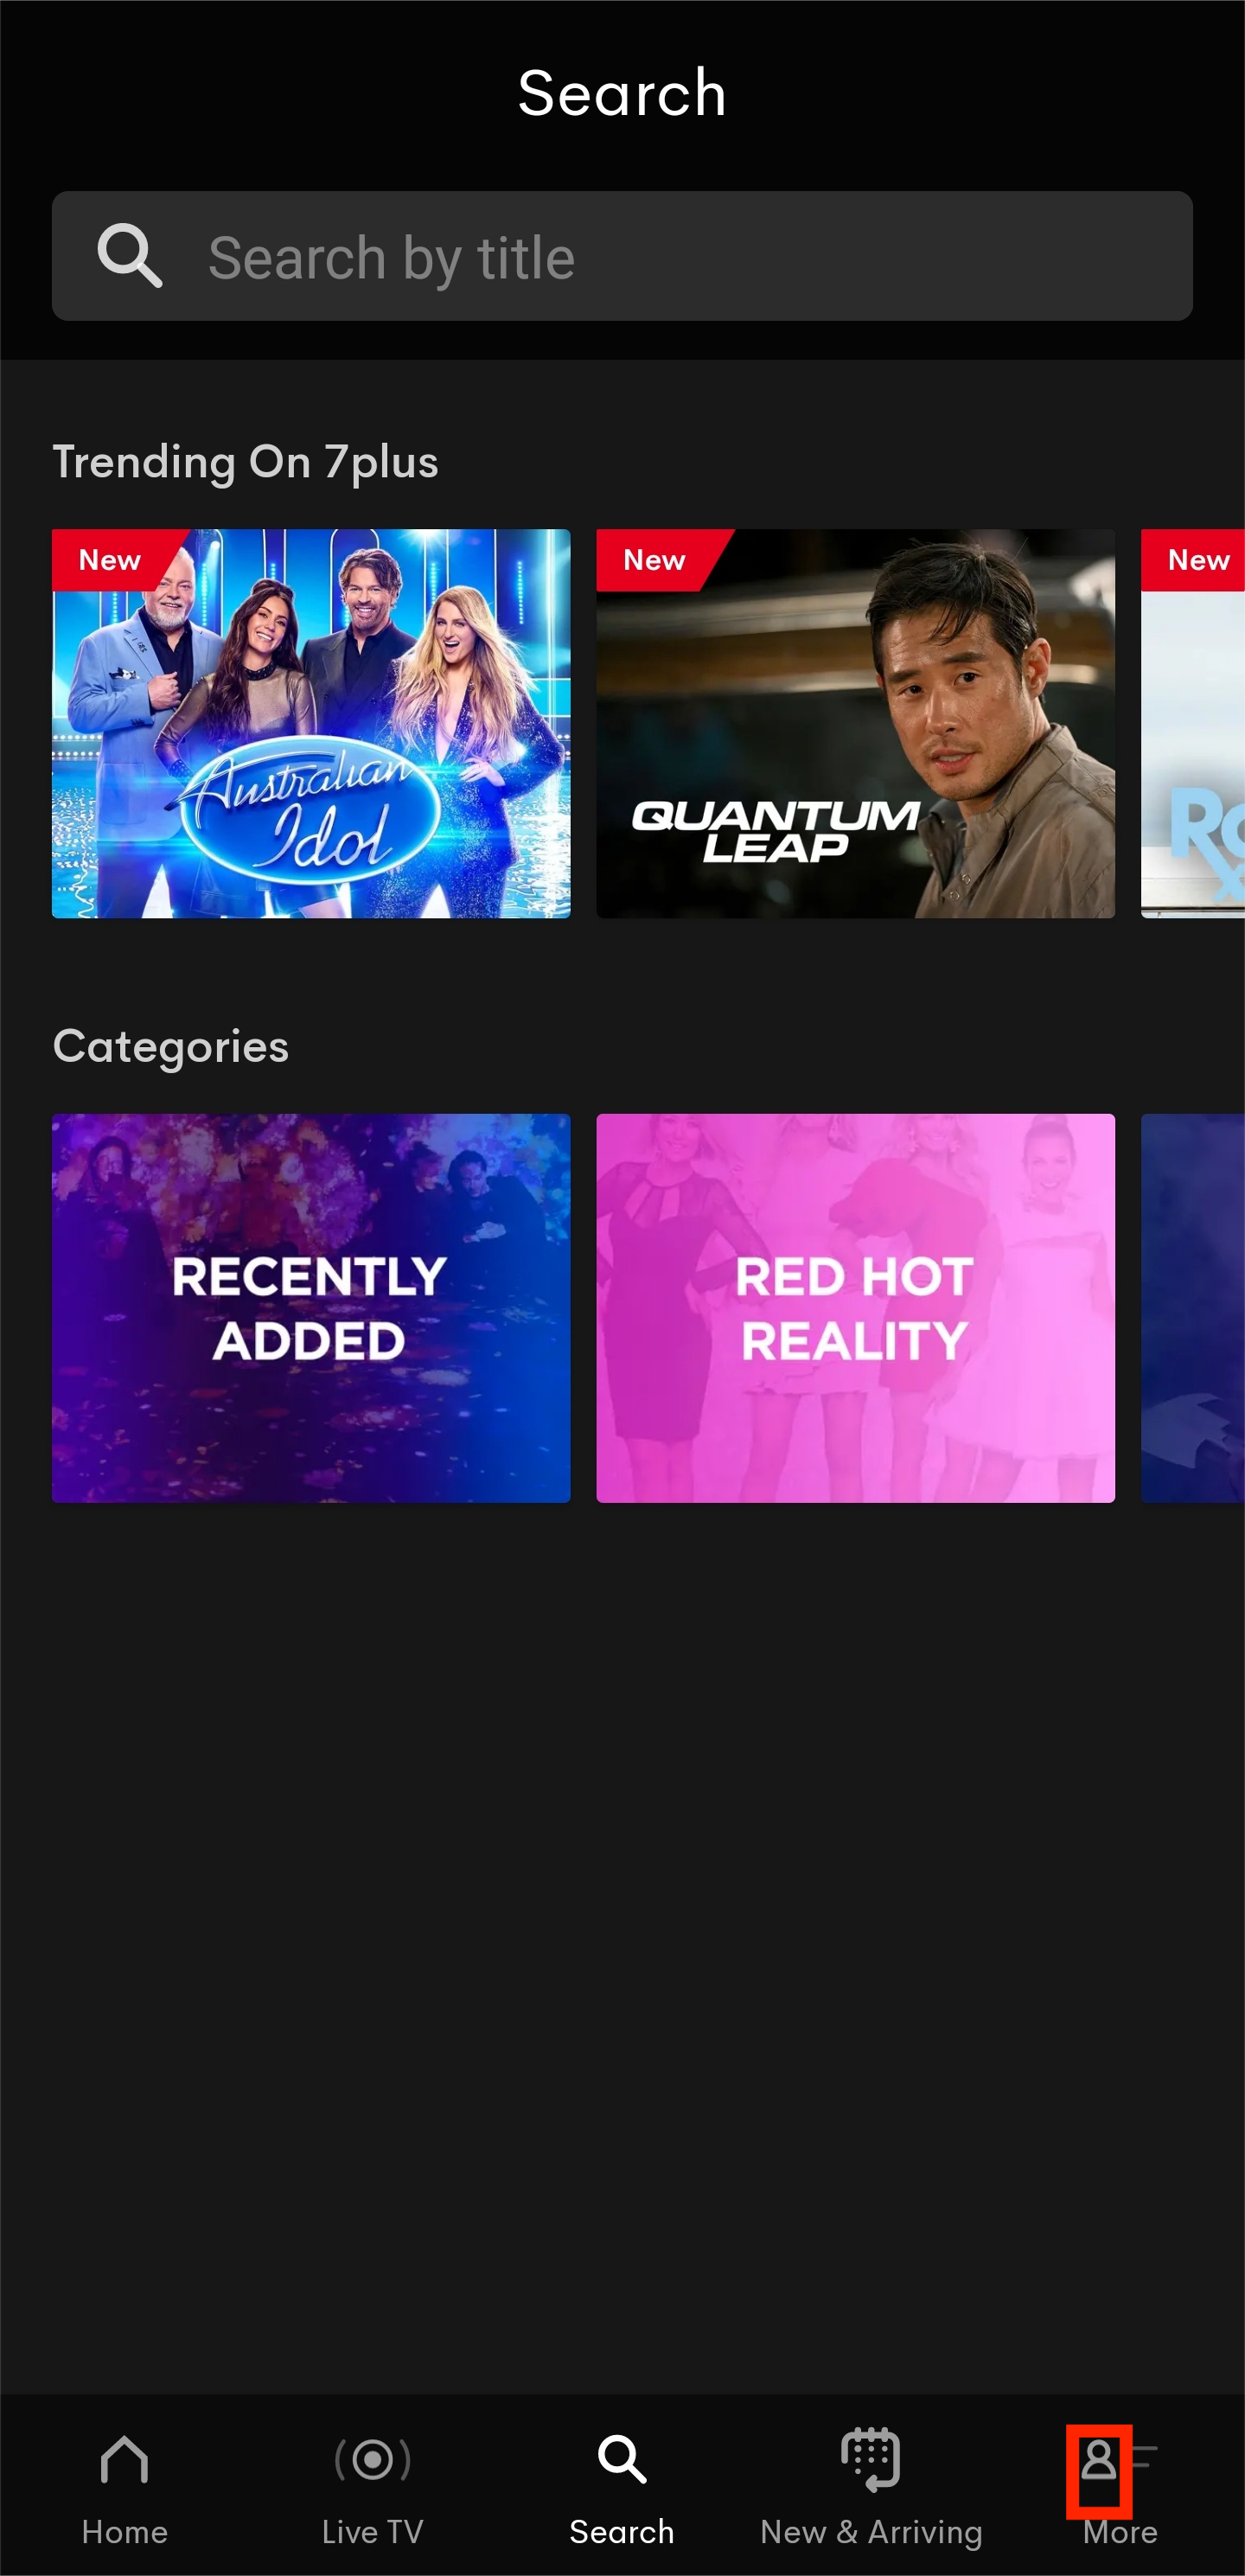 Search
Search by title
Trending On 7plus
New
Australian
Idol
New
QUANTUM
LEAP
New
Categories
RECENTLY
ADDED
RED HOT
REALITY
Home
Live TV
Search
New & Arriving
More